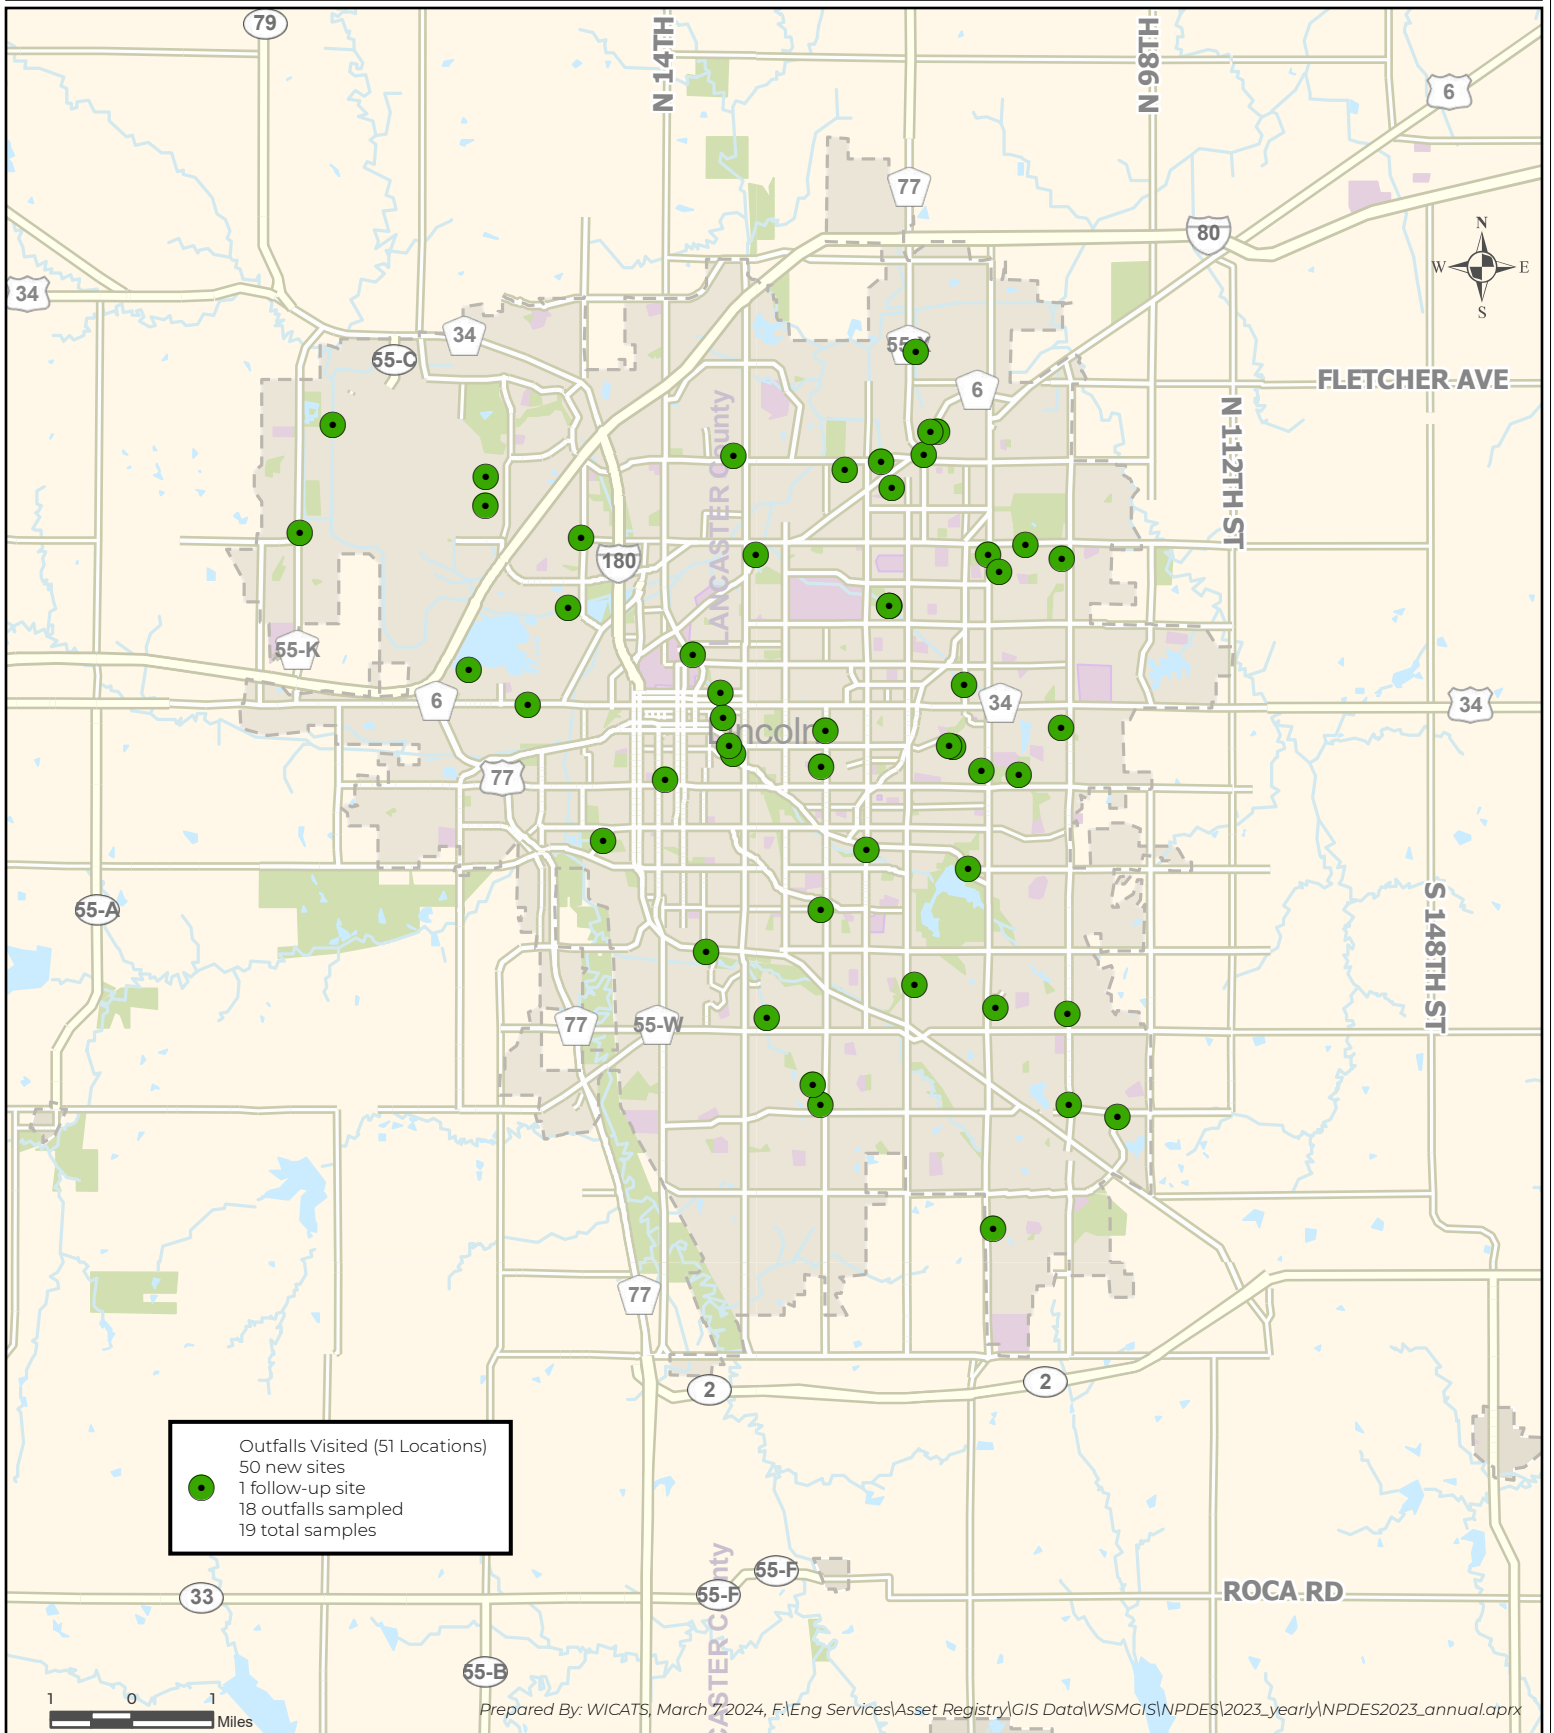 79
N 14TH
N 98TH
6
77
80
N
W E
S
34
34
55-C
55-X
6
FLETCHER AVE
LANCASTER County
N 112TH ST
180
55-K
6
34
34
Lincoln
77
55-A
S 148TH ST
77
55-W
77
2
2
Outfalls Visited (51 Locations)
50 new sites
1 follow-up site
18 outfalls sampled
19 total samples
55-F
55-F
33
ROCA RD
CASTER County
55-B
1 0 1
Miles
Prepared By: WICATS, March 7 2024, F:\Eng Services\Asset Registry\GIS Data\WSMGIS\NPDES\2023_yearly\NPDES2023_annual.aprx